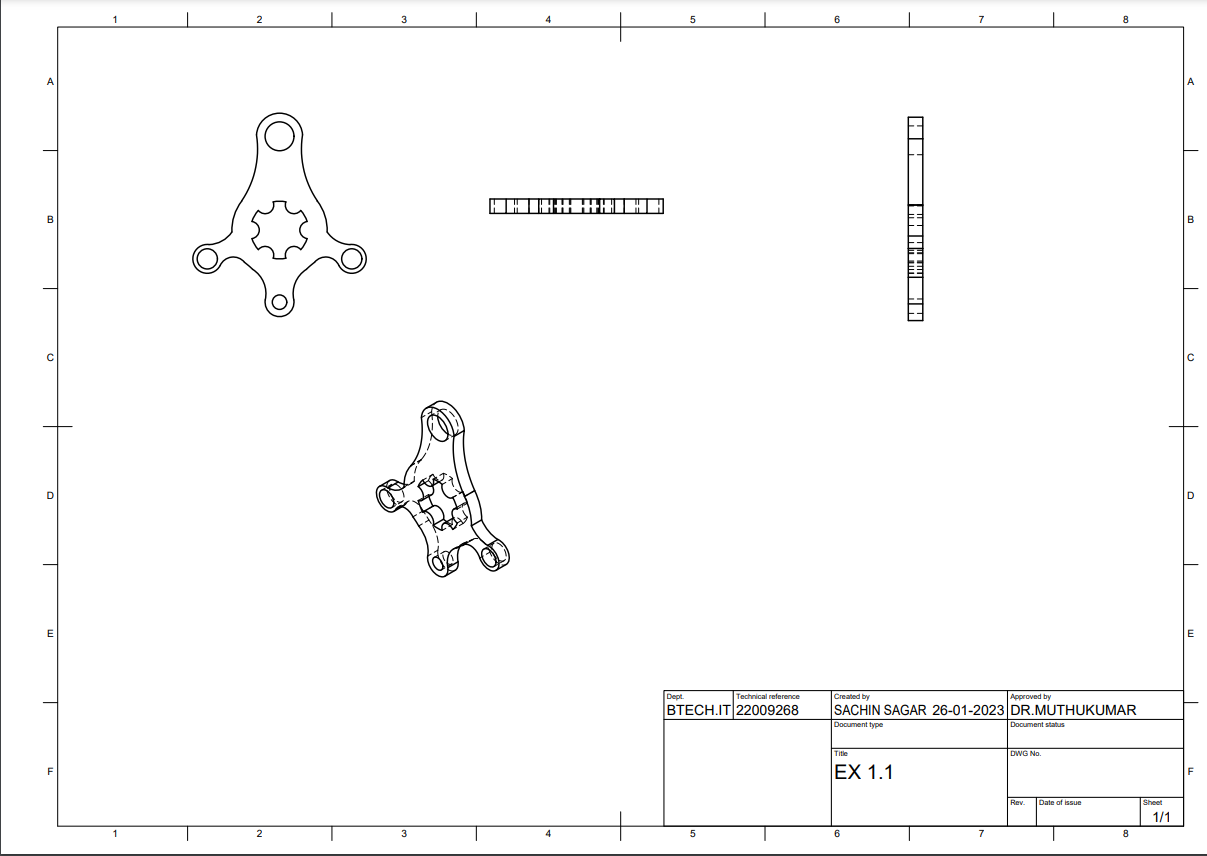 1 2 3 4 5 6 7 8
A A
B B
C C
D D
E E
Dept. Technical reference Created by Approved by
BTECH.IT 22009268 SACHIN SAGAR 26-01-2023 DR.MUTHUKUMAR
Document type Document status
Title DWG No.
F EX 1.1 F
Rev. Date of issue Sheet
1/1
1 2 3 4 5 6 7 8